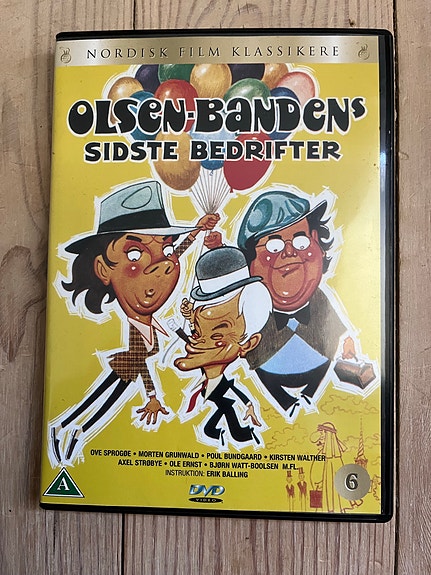 NORDISK FILM KLASSIKERE
OLSEN-BANDENS
SIDSTE BEDRIFTER
OVE SPROGØE • MORTEN GRUNWALD • POUL BUNDGAARD • KIRSTEN WALTHER
AXEL STRØBYE • OLE ERNST • BJØRN WATT-BOOLSEN M.FL.
INSTRUKTION: ERIK BALLING
A
DVD
VIDEO
6